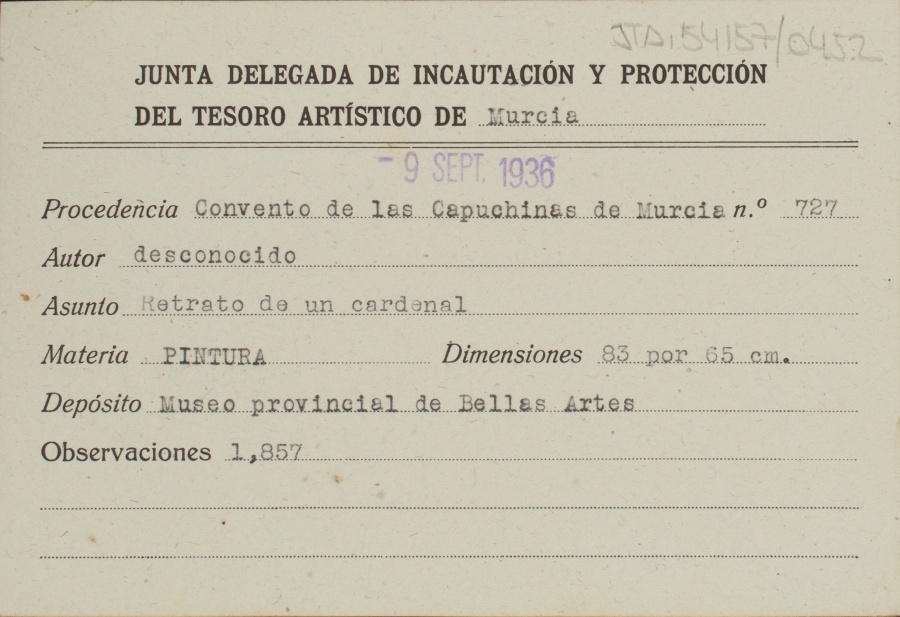 JTD,54157/0452
JUNTA DELEGADA DE INCAUTACIÓN Y PROTECCIÓN
DEL TESORO ARTÍSTICO DE Murcia
- 9 SEPT. 1936
Procedencia Convento de las Capuchinas de Murcia n.º 727
Autor desconocido
Asunto Retrato de un cardenal
Materia PINTURA Dimensiones 83 por 65 cm.
Depósito Museo provincial de Bellas Artes
Observaciones 1,857